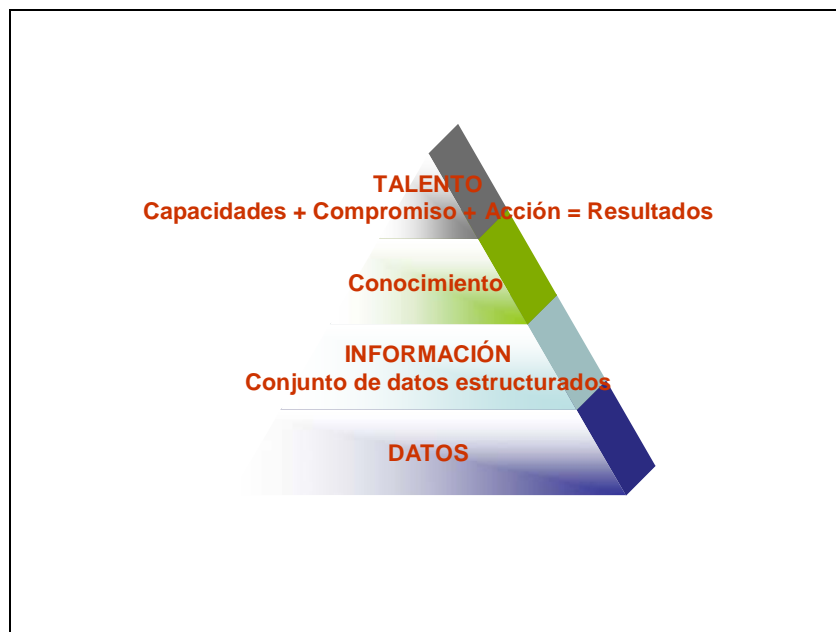 TALENTO
Capacidades + Compromiso + Acción = Resultados
Conocimiento
INFORMACIÓN
Conjunto de datos estructurados
DATOS